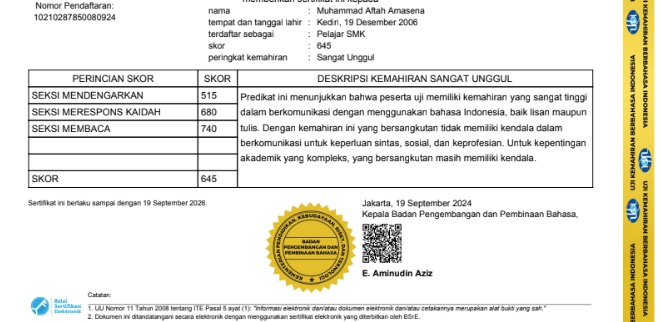 Nomor Pendaftaran:
10210287850080924
memberikan Sertifikat ini kepada
nama : Muhammad Aftah Amasena
tempat dan tanggal lahir : Kediri, 19 Desember 2006
terdaftar sebagai : Pelajar SMK
skor : 645
peringkat kemahiran : Sangat Unggul
PERINCIAN SKOR SKOR DESKRIPSI KEMAHIRAN SANGAT UNGGUL
SEKSI MENDENGARKAN 515
SEKSI MERESPONS KAIDAH 680
SEKSI MEMBACA 740
SKOR 645
Predikat ini menunjukkan bahwa peserta uji memiliki kemahiran yang sangat tinggi
dalam berkomunikasi dengan menggunakan bahasa Indonesia, baik lisan maupun
tulis. Dengan kemahiran ini yang bersangkutan tidak memiliki kendala dalam
berkomunikasi untuk keperluan sintas, sosial, dan keprofesian. Untuk kepentingan
akademik yang kompleks, yang bersangkutan masih memiliki kendala.
Sertifikat ini berlaku sampai dengan 19 September 2026.
Jakarta, 19 September 2024
Kepala Badan Pengembangan dan Pembinaan Bahasa,
E. Aminudin Aziz
KEMENTERIAN PENDIDIKAN, KEBUDAYAAN, RISET, DAN TEKNOLOGI
BADAN
PENGEMBANGAN DAN
PEMBINAAN BAHASA
Balai
Sertifikasi
Elektronik
Catatan:
1. UU Nomor 11 Tahun 2008 tentang ITE Pasal 5 ayat (1): "Informasi elektronik dan/atau dokumen elektronik dan/atau cetakannya merupakan alat bukti yang sah."
2. Dokumen ini ditandatangani secara elektronik dengan menggunakan sertifikat elektronik yang diterbitkan oleh BSrE.
UJI KEMAHIRAN BERBAHASA INDONESIA
UJI KEMAHIRAN BERBAHASA INDONESIA
BERBAHASA INDONESIA
UJI KEMAHIRAN BERBAHASA INDONESIA